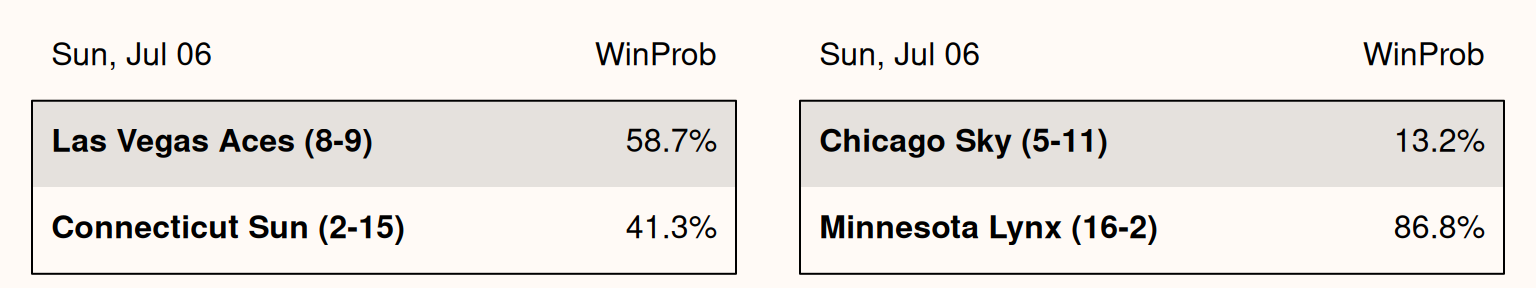 Sun, Jul 06 WinProb
Las Vegas Aces (8-9) 58.7%
Connecticut Sun (2-15) 41.3%
Sun, Jul 06 WinProb
Chicago Sky (5-11) 13.2%
Minnesota Lynx (16-2) 86.8%